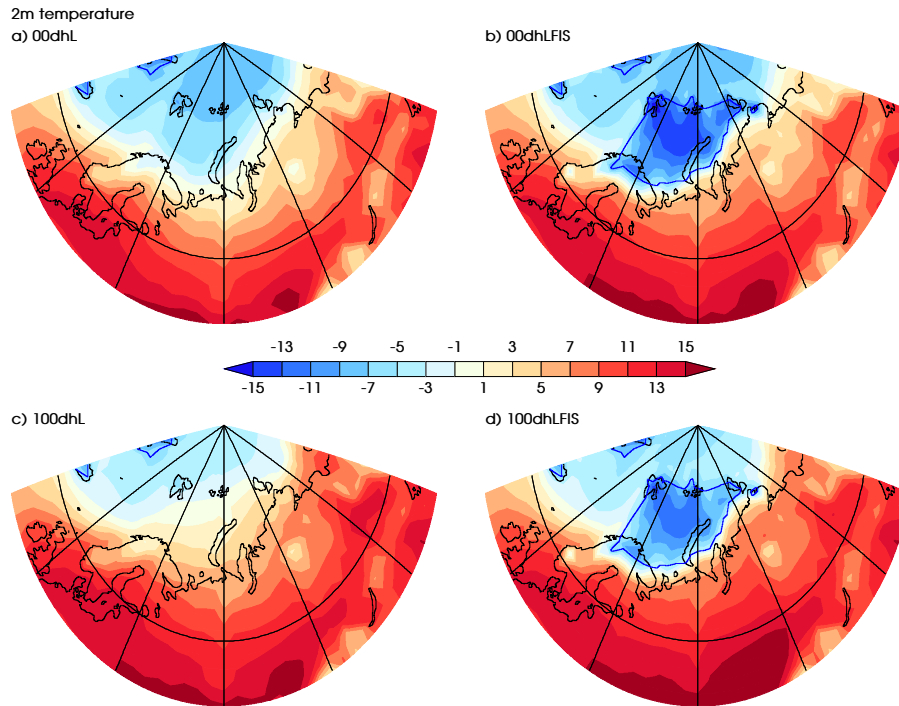 2m temperature
a) 00dhL
b) 00dhLFIS
-13 -9 -5 -1 3 7 11 15
-15 -11 -7 -3 1 5 9 13
c) 100dhL
d) 100dhLFIS